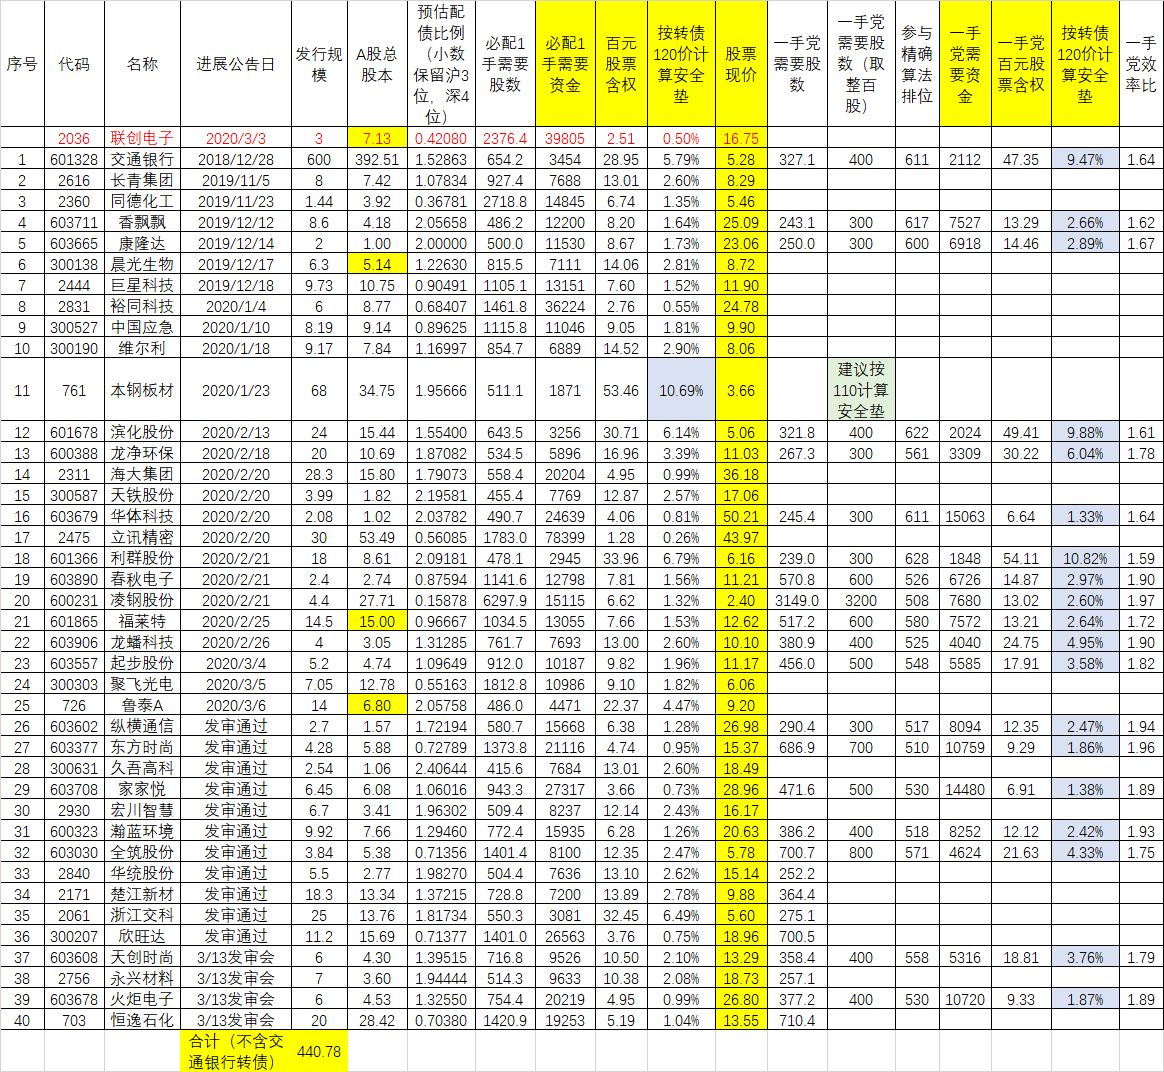 序号 代码 名称 进展公告日 发行规模 A股总股本 预估配债比例（小数保留沪3位，深4位） 必配1手需要股数 必配1手需要资金 百元股票含权 按转债120价计算安全垫 股票现价 一手党需要股数 一手党需要股数（取整百股） 参与精确算法排位 一手党需要资金 一手党百元股票含权 按转债120价计算安全垫 一手党效率比
2036 联创电子 2020/3/3 3 7.13 0.42080 2376.4 39805 2.51 0.50% 16.75
1 601328 交通银行 2018/12/28 600 392.51 1.52863 654.2 3454 28.95 5.79% 5.28 327.1 400 611 2112 47.35 9.47% 1.64
2 2616 长青集团 2019/11/5 8 7.42 1.07834 927.4 7688 13.01 2.60% 8.29
3 2360 同德化工 2019/11/23 1.44 3.92 0.36781 2718.8 14845 6.74 1.35% 5.46
4 603711 香飘飘 2019/12/12 8.6 4.18 2.05658 486.2 12200 8.20 1.64% 25.09 243.1 300 617 7527 13.29 2.66% 1.62
5 603665 康隆达 2019/12/14 2 1.00 2.00000 500.0 11530 8.67 1.73% 23.06 250.0 300 600 6918 14.46 2.89% 1.67
6 300138 晨光生物 2019/12/17 6.3 5.14 1.22630 815.5 7111 14.06 2.81% 8.72
7 2444 巨星科技 2019/12/18 9.73 10.75 0.90491 1105.1 13151 7.60 1.52% 11.90
8 2831 裕同科技 2020/1/4 6 8.77 0.68407 1461.8 36224 2.76 0.55% 24.78
9 300527 中国应急 2020/1/10 8.19 9.14 0.89625 1115.8 11046 9.05 1.81% 9.90
10 300190 维尔利 2020/1/18 9.17 7.84 1.16997 854.7 6889 14.52 2.90% 8.06
11 761 本钢板材 2020/1/23 68 34.75 1.95666 511.1 1871 53.46 10.69% 3.66 建议按110计算安全垫
12 601678 滨化股份 2020/2/13 24 15.44 1.55400 643.5 3256 30.71 6.14% 5.06 321.8 400 622 2024 49.41 9.88% 1.61
13 600388 龙净环保 2020/2/18 20 10.69 1.87082 534.5 5896 16.96 3.39% 11.03 267.3 300 561 3309 30.22 6.04% 1.78
14 2311 海大集团 2020/2/20 28.3 15.80 1.79073 558.4 20204 4.95 0.99% 36.18
15 300587 天铁股份 2020/2/20 3.99 1.82 2.19581 455.4 7769 12.87 2.57% 17.06
16 603679 华体科技 2020/2/20 2.08 1.02 2.03782 490.7 24639 4.06 0.81% 50.21 245.4 300 611 15063 6.64 1.33% 1.64
17 2475 立讯精密 2020/2/20 30 53.49 0.56085 1783.0 78399 1.28 0.26% 43.97
18 601366 利群股份 2020/2/21 18 8.61 2.09181 478.1 2945 33.96 6.79% 6.16 239.0 300 628 1848 54.11 10.82% 1.59
19 603890 春秋电子 2020/2/21 2.4 2.74 0.87594 1141.6 12798 7.81 1.56% 11.21 570.8 600 526 6726 14.87 2.97% 1.90
20 600231 凌钢股份 2020/2/21 4.4 27.71 0.15878 6297.9 15115 6.62 1.32% 2.40 3149.0 3200 508 7680 13.02 2.60% 1.97
21 601865 福莱特 2020/2/25 14.5 15.00 0.96667 1034.5 13055 7.66 1.53% 12.62 517.2 600 580 7572 13.21 2.64% 1.72
22 603906 龙蟠科技 2020/2/26 4 3.05 1.31285 761.7 7693 13.00 2.60% 10.10 380.9 400 525 4040 24.75 4.95% 1.90
23 603557 起步股份 2020/3/4 5.2 4.74 1.09649 912.0 10187 9.82 1.96% 11.17 456.0 500 548 5585 17.91 3.58% 1.82
24 300303 聚飞光电 2020/3/5 7.05 12.78 0.55163 1812.8 10986 9.10 1.82% 6.06
25 726 鲁泰A 2020/3/6 14 6.80 2.05758 486.0 4471 22.37 4.47% 9.20
26 603602 纵横通信 发审通过 2.7 1.57 1.72194 580.7 15668 6.38 1.28% 26.98 290.4 300 517 8094 12.35 2.47% 1.94
27 603377 东方时尚 发审通过 4.28 5.88 0.72789 1373.8 21116 4.74 0.95% 15.37 686.9 700 510 10759 9.29 1.86% 1.96
28 300631 久吾高科 发审通过 2.54 1.06 2.40644 415.6 7684 13.01 2.60% 18.49
29 603708 家家悦 发审通过 6.45 6.08 1.06016 943.3 27317 3.66 0.73% 28.96 471.6 500 530 14480 6.91 1.38% 1.89
30 2930 宏川智慧 发审通过 6.7 3.41 1.96302 509.4 8237 12.14 2.43% 16.17
31 600323 瀚蓝环境 发审通过 9.92 7.66 1.29460 772.4 15935 6.28 1.26% 20.63 386.2 400 518 8252 12.12 2.42% 1.93
32 603030 全筑股份 发审通过 3.84 5.38 0.71356 1401.4 8100 12.35 2.47% 5.78 700.7 800 571 4624 21.63 4.33% 1.75
33 2840 华统股份 发审通过 5.5 2.77 1.98270 504.4 7636 13.10 2.62% 15.14 252.2
34 2171 楚江新材 发审通过 18.3 13.34 1.37215 728.8 7200 13.89 2.78% 9.88 364.4
35 2061 浙江交科 发审通过 25 13.76 1.81734 550.3 3081 32.45 6.49% 5.60 275.1
36 300207 欣旺达 发审通过 11.2 15.69 0.71377 1401.0 26563 3.76 0.75% 18.96 700.5
37 603608 天创时尚 3/13发审会 6 4.30 1.39515 716.8 9526 10.50 2.10% 13.29 358.4 400 558 5316 18.81 3.76% 1.79
38 2756 永兴材料 3/13发审会 7 3.60 1.94444 514.3 9633 10.38 2.08% 18.73 257.1
39 603678 火炬电子 3/13发审会 6 4.53 1.32550 754.4 20219 4.95 0.99% 26.80 377.2 400 530 10720 9.33 1.87% 1.89
40 703 恒逸石化 3/13发审会 20 28.42 0.70380 1420.9 19253 5.19 1.04% 13.55 710.4
合计（不含交通银行转债） 440.78